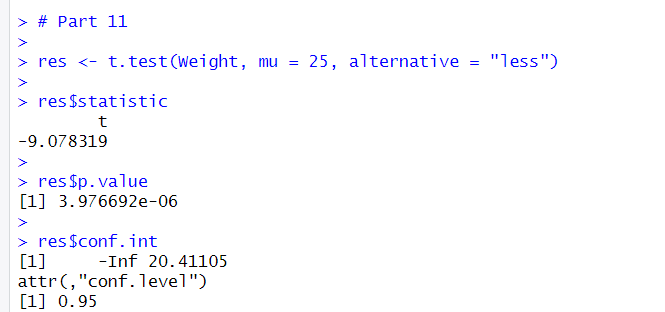 > # Part 11
>
> res <- t.test(Weight, mu = 25, alternative = "less")
>
> res$statistic
        t
-9.078319
>
> res$p.value
[1] 3.976692e-06
>
> res$conf.int
[1]     -Inf 20.41105
attr(,"conf.level")
[1] 0.95